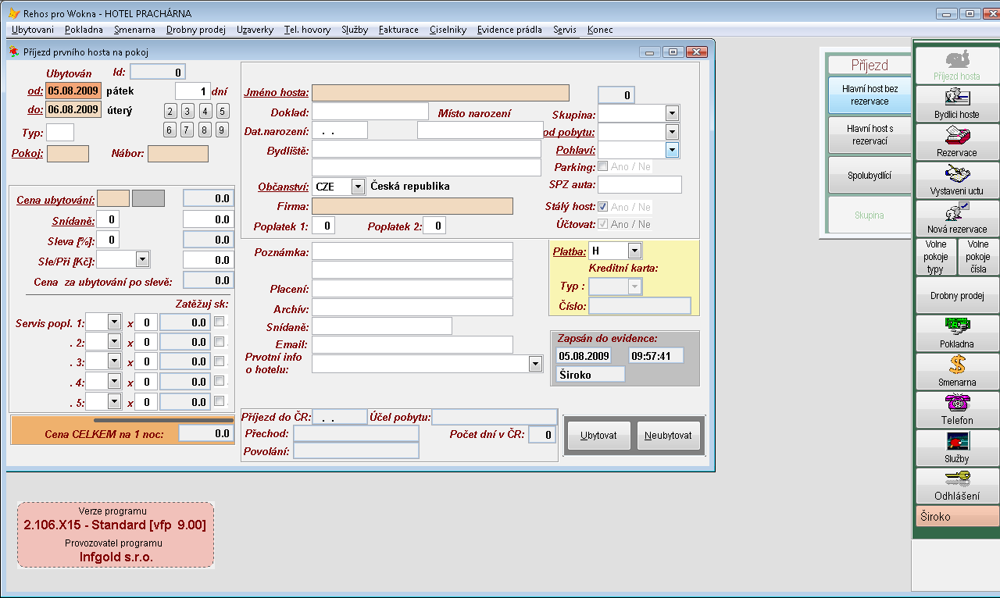 Rehos pro Wokna - HOTEL PRACHÁRNA
Ubytovani Pokladna Smenarna Drobny prodej Uzaverky Tel. hovory Služby Fakturace Ciselniky Evidence prádla Servis Konec
Příjezd prvního hosta na pokoj
Ubytován Id: 0
od: 05.08.2009 pátek 1 dní
do: 06.08.2009 úterý 2 3 4 5
Typ: 6 7 8 9
Pokoj: Nábor:
Cena ubytování: 0.0
Snídaně: 0 0.0
Sleva [%]: 0 0.0
Sle/Při [Kč]: 0.0
Cena za ubytování po slevě: 0.0
Zatěžuj sk:
Servis popl. 1: x 0 0.0
. 2: x 0 0.0
. 3: x 0 0.0
. 4: x 0 0.0
. 5: x 0 0.0
Cena CELKEM na 1 noc: 0.0
Jméno hosta: 0
Doklad: Místo narození Skupina:
Dat.narození: . . od pobytu:
Bydliště: Pohlaví:
Parking: Ano / Ne
Občanství: CZE Česká republika SPZ auta:
Firma: Stálý host: Ano / Ne
Poplatek 1: 0 Poplatek 2: 0 Účtovat: Ano / Ne
Poznámka:
Placení:
Archív:
Snídaně:
Email:
Prvotní info
o hotelu:
Platba: H
Kreditní karta:
Typ :
Číslo:
Zapsán do evidence:
05.08.2009 09:57:41
Široko
Příjezd do ČR: . . Účel pobytu:
Přechod: Počet dní v ČR: 0
Povolání:
Ubytovat Neubytovat
Příjezd
Hlavní host bez
rezervace
Hlavní host s
rezervací
Spolubydlící
Skupina
Příjezd hosta
Bydlici hoste
Rezervace
Vystaveni uctu
Nová rezervace
Volne
pokoje
typy
Volne
pokoje
čísla
Drobny prodej
Pokladna
Smenarna
Telefon
Služby
Odhlášení
Široko
Verze programu
2.106.X15 - Standard [vfp 9.00]
Provozovatel programu
Infgold s.r.o.